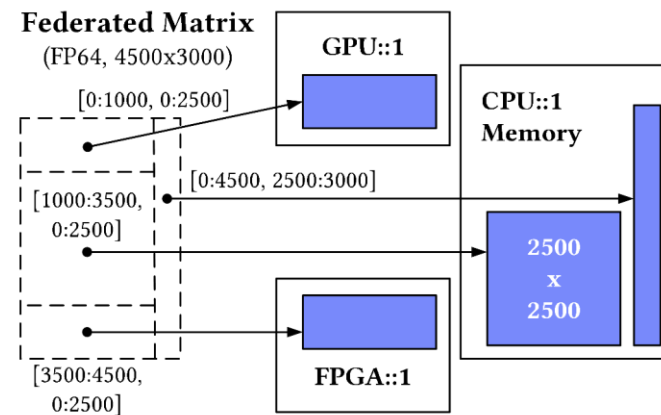 Federated Matrix
(FP64, 4500x3000)
[0:1000, 0:2500]
GPU::1
CPU::1
Memory
[0:4500, 2500:3000]
[1000:3500,
0:2500]
2500
x
2500
[3500:4500,
0:2500]
FPGA::1